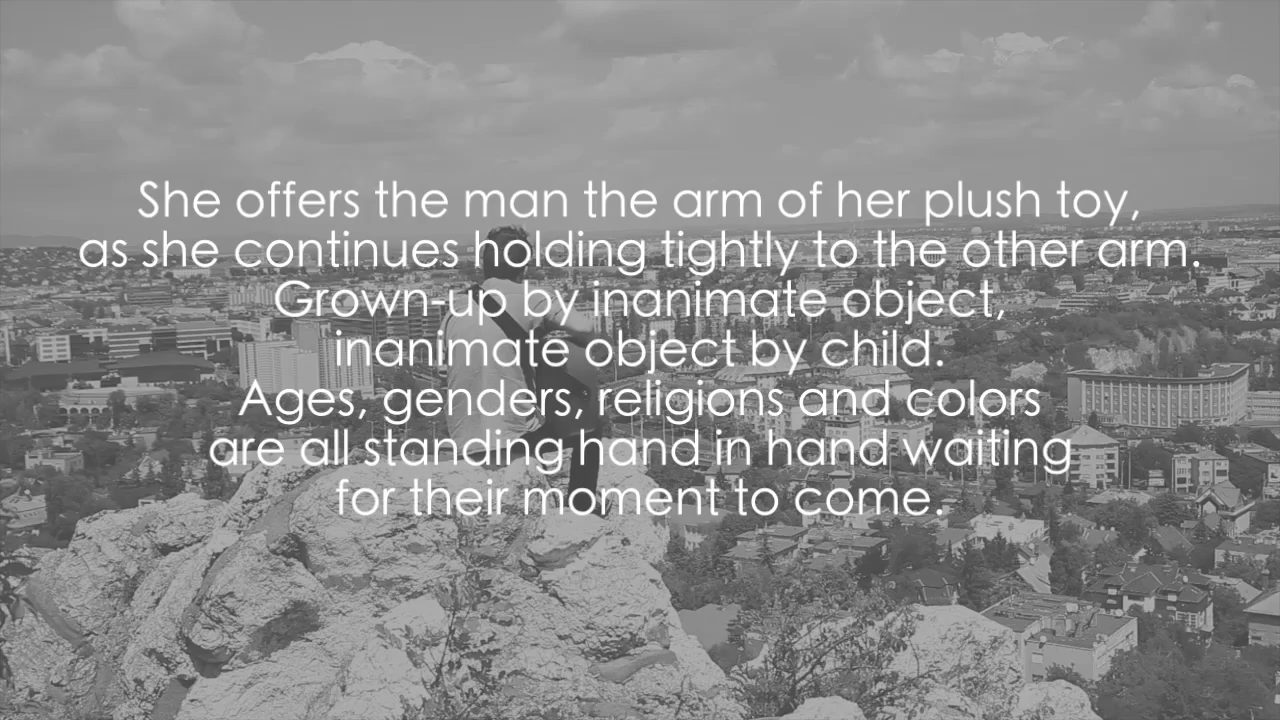 She offers the man the arm of her plush toy,
as she continues holding tightly to the other arm.
Grown-up by inanimate object,
inanimate object by child.
Ages, genders, religions and colors
are all standing hand in hand waiting
for their moment to come.